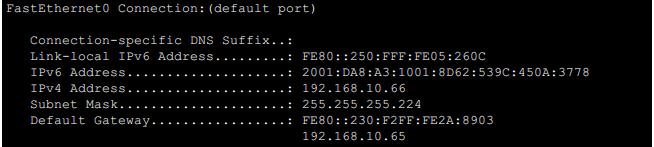 FastEthernet0 Connection:(default port)
Connection-specific DNS Suffix..:
Link-local IPv6 Address.........: FE80::250:FFF:FE05:260C
IPv6 Address....................: 2001:DA8:A3:1001:8D62:539C:450A:3778
IPv4 Address....................: 192.168.10.66
Subnet Mask.....................: 255.255.255.224
Default Gateway.................: FE80::230:F2FF:FE2A:8903
192.168.10.65